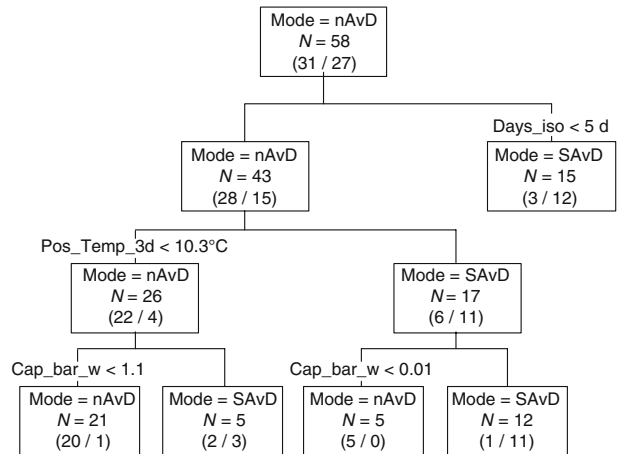 Mode = nAvD
N = 58
(31 / 27)
Days_iso < 5 d
Mode = nAvD
N = 43
(28 / 15)
Mode = SAvD
N = 15
(3 / 12)
Pos_Temp_3d < 10.3°C
Mode = nAvD
N = 26
(22 / 4)
Mode = SAvD
N = 17
(6 / 11)
Cap_bar_w < 1.1
Cap_bar_w < 0.01
Mode = nAvD
N = 21
(20 / 1)
Mode = SAvD
N = 5
(2 / 3)
Mode = nAvD
N = 5
(5 / 0)
Mode = SAvD
N = 12
(1 / 11)